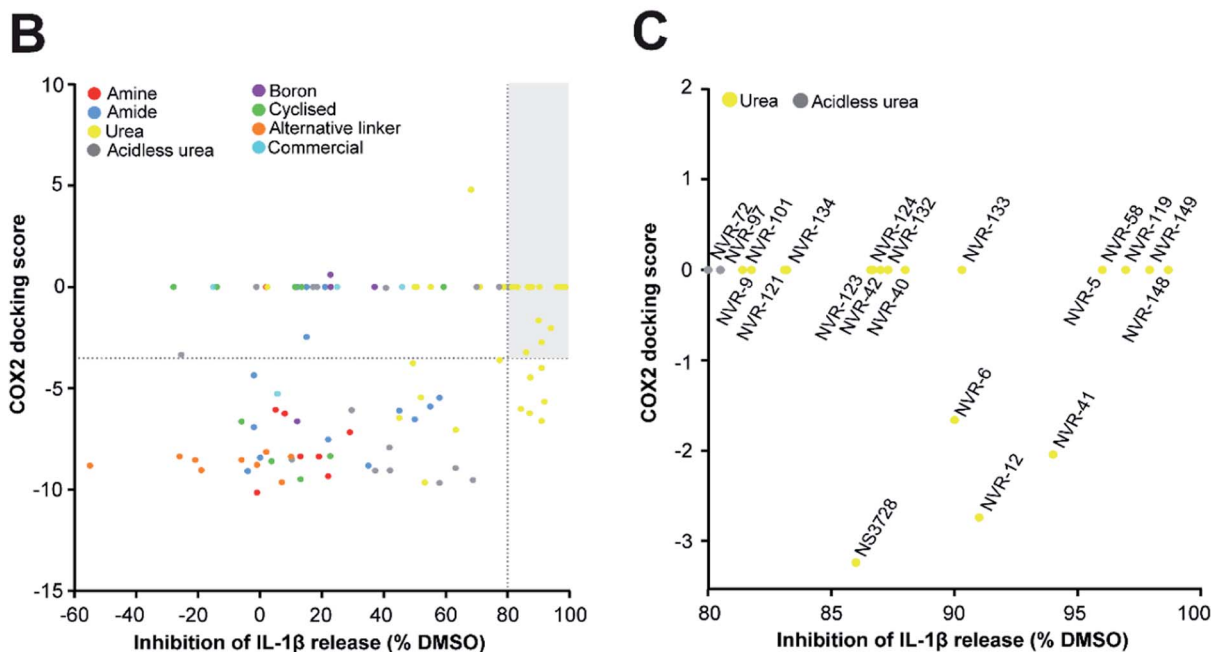 B
10
5
0
-5
-10
-15
COX2 docking score
Amine
Amide
Urea
Acidless urea
Boron
Cyclised
Alternative linker
Commercial
-60 -40 -20 0 20 40 60 80 100
Inhibition of IL-1β release (% DMSO)
C
2
1
0
-1
-2
-3
COX2 docking score
Urea
Acidless urea
NVR-72
NVR-97
NVR-101
NVR-134
NVR-124
NVR-132
NVR-133
NVR-58
NVR-119
NVR-149
NVR-9
NVR-121
NVR-123
NVR-42
NVR-40
NVR-5
NVR-148
NVR-6
NVR-41
NVR-12
NS3728
80 85 90 95 100
Inhibition of IL-1β release (% DMSO)